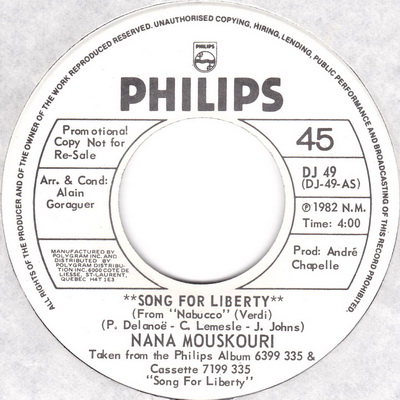 ALL RIGHTS OF THE PRODUCER AND OF THE OWNER OF THE WORK REPRODUCED RESERVED. UNAUTHORISED COPYING, HIRING, LENDING, PUBLIC PERFORMANCE AND BROADCASTING OF THIS RECORD PROHIBITED.
PHILIPS
PHILIPS
Promotional
Copy Not for
Re-Sale
45
DJ 49
(DJ-49-AS)
Arr. & Cond:
Alain
Goraguer
℗ 1982 N.M.
Time: 4:00
MANUFACTURED BY
POLYGRAM INC. AND
DISTRIBUTED BY
POLYGRAM DISTRIBU-
TION INC. 6000 COTE DE
LIESSE, ST-LAURENT,
QUEBEC H4T 1E3
Prod: André
Chapelle
**SONG FOR LIBERTY**
(From "Nabucco" (Verdi)
(P. Delanoë - C. Lemesle - J. Johns)
NANA MOUSKOURI
Taken from the Philips Album 6399 335 &
Cassette 7199 335
"Song For Liberty"